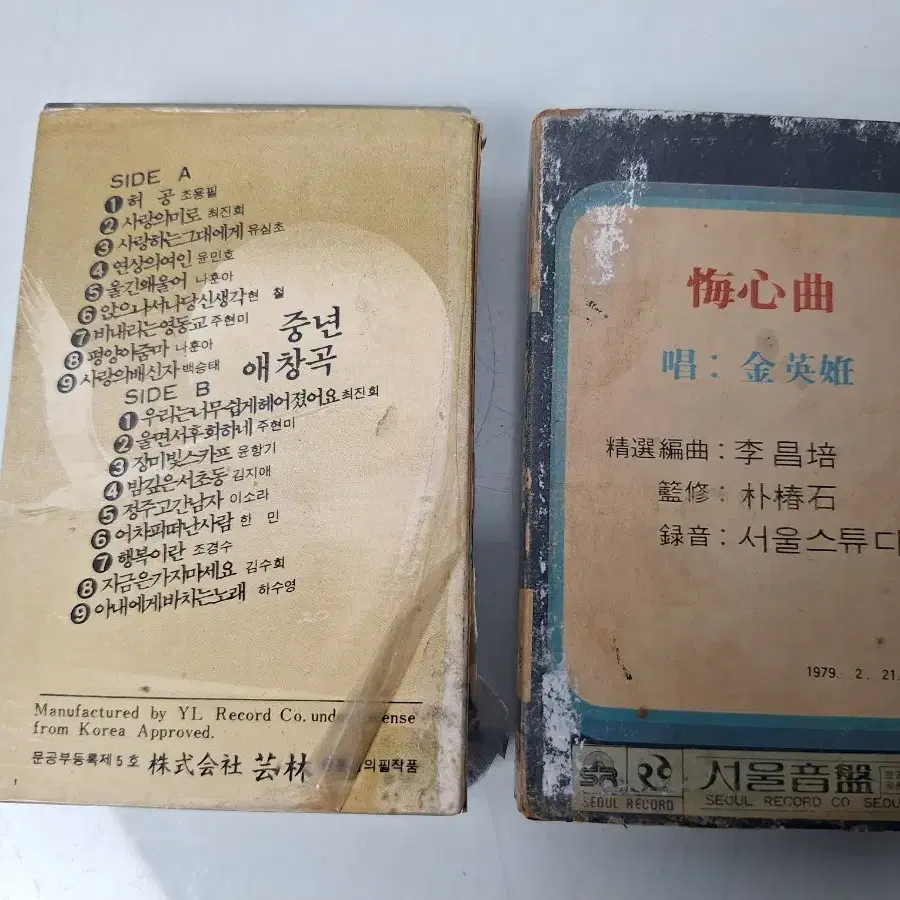 SIDE A
❶ 허 공 조용필
❷ 사랑의미로 최진희
❸ 사랑하는그대에게 유심초
❹ 연상의여인 윤민호
❺ 울긴왜울어 나훈아
❻ 앉으나서나당신생각 현 철
❼ 비내리는영동교 주현미
❽ 평양아줌마 나훈아
❾ 사랑의배신자 백승태
중년
애창곡
SIDE B
❶ 우리는너무쉽게헤어졌어요 최진희
❷ 울면서후회하네 주현미
❸ 장미빛스카프 윤항기
❹ 밤깊은서초동 김지애
❺ 정주고간남자 이소라
❻ 어차피떠난사람 한 민
❼ 행복이란 조경수
❽ 지금은가지마세요 김수희
❾ 아내에게바치는노래 하수영
Manufactured by YL Record Co. under
from Korea Approved.
문공부등록제 5 호 株式会社 芸林 의필작품
悔心曲
唱 : 金英姙
精選編曲 : 李昌培
籃修 : 朴椿石
録音 : 서울스튜디
1979. 2. 21.
SR
SEOUL RECORD
서울音盤
SEOUL RECORD CO SEOU